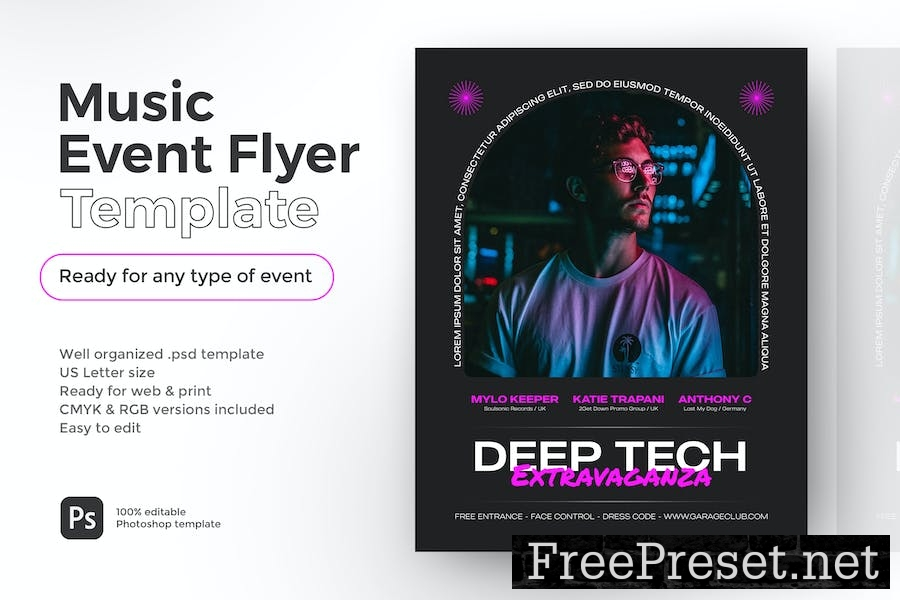 Music
Event Flyer
Template
Ready for any type of event
Well organized .psd template
US Letter size
Ready for web & print
CMYK & RGB versions included
Easy to edit
Ps
100% editable
Photoshop template
LOREM IPSUM DOLOR SIT AMET, CONSECTETUR ADIPISCING ELIT, SED DO EIUSMOD TEMPOR INCEIDIDUNT UT LABORE ET DOLGORE MAGNA ALIQUA
MYLO KEEPER KATIE TRAPANI ANTHONY C
Soulsonic Records / UK 2Get Down Promo Group / UK Lost My Dog / Germany
DEEP TECH
EXTRAVAGANZA
FREE ENTRANCE - FACE CONTROL - DRESS CODE - WWW.GARAGECLUB.COM
FreePreset.net